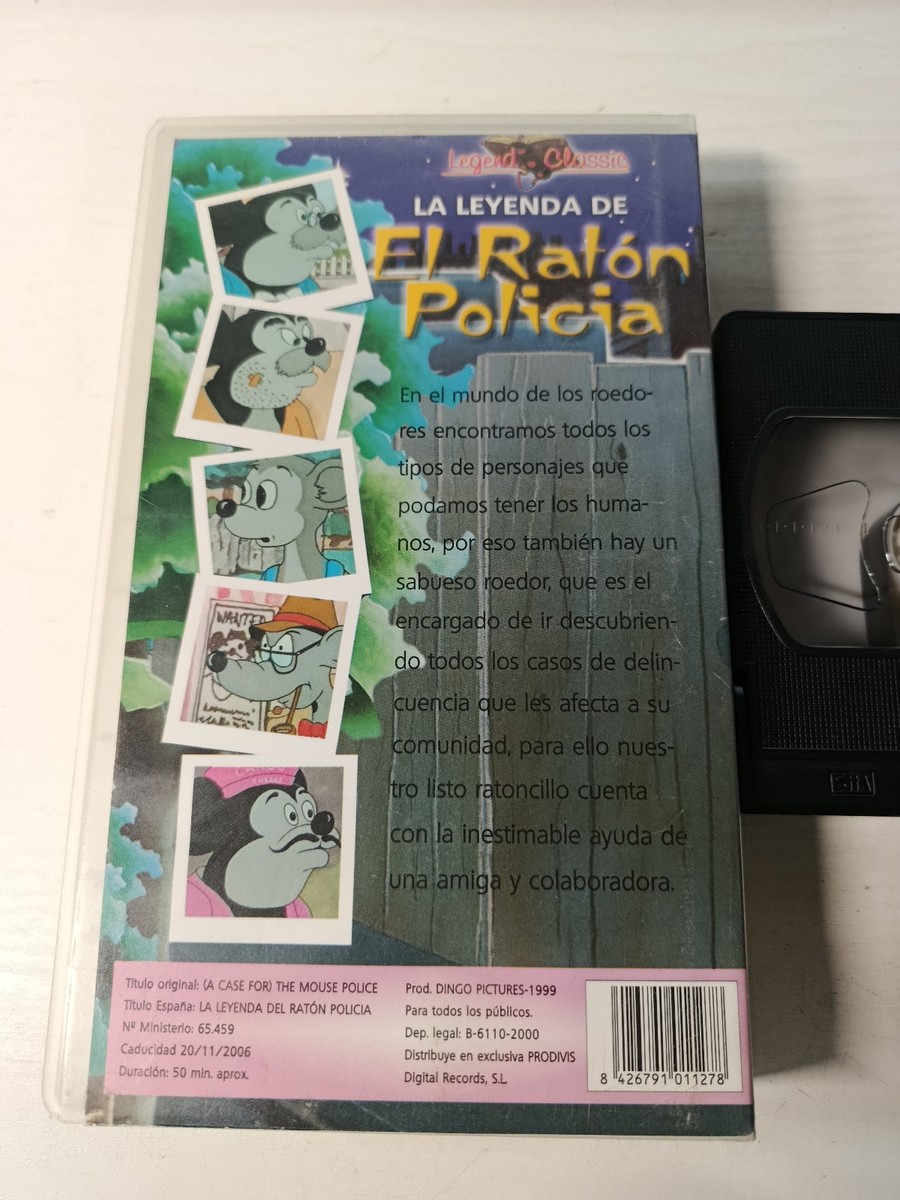 Legend Classic
LA LEYENDA DE
El Ratón
Policia
En el mundo de los roedo-
res encontramos todos los
tipos de personajes que
podamos tener los huma-
nos, por eso también hay un
sabueso roedor, que es el
encargado de ir descubrien-
do todos los casos de delin-
cuencia que les afecta a su
comunidad, para ello nues-
tro listo ratoncillo cuenta
con la inestimable ayuda de
una amiga y colaboradora.
WANTED
Título original: (A CASE FOR) THE MOUSE POLICE
Título España: LA LEYENDA DEL RATÓN POLICIA
Nº Ministerio: 65.459
Caducidad 20/11/2006
Duración: 50 min. aprox.
Prod. DINGO PICTURES-1999
Para todos los públicos.
Dep. legal: B-6110-2000
Distribuye en exclusiva PRODIVIS
Digital Records, S.L.
8 426791 011278